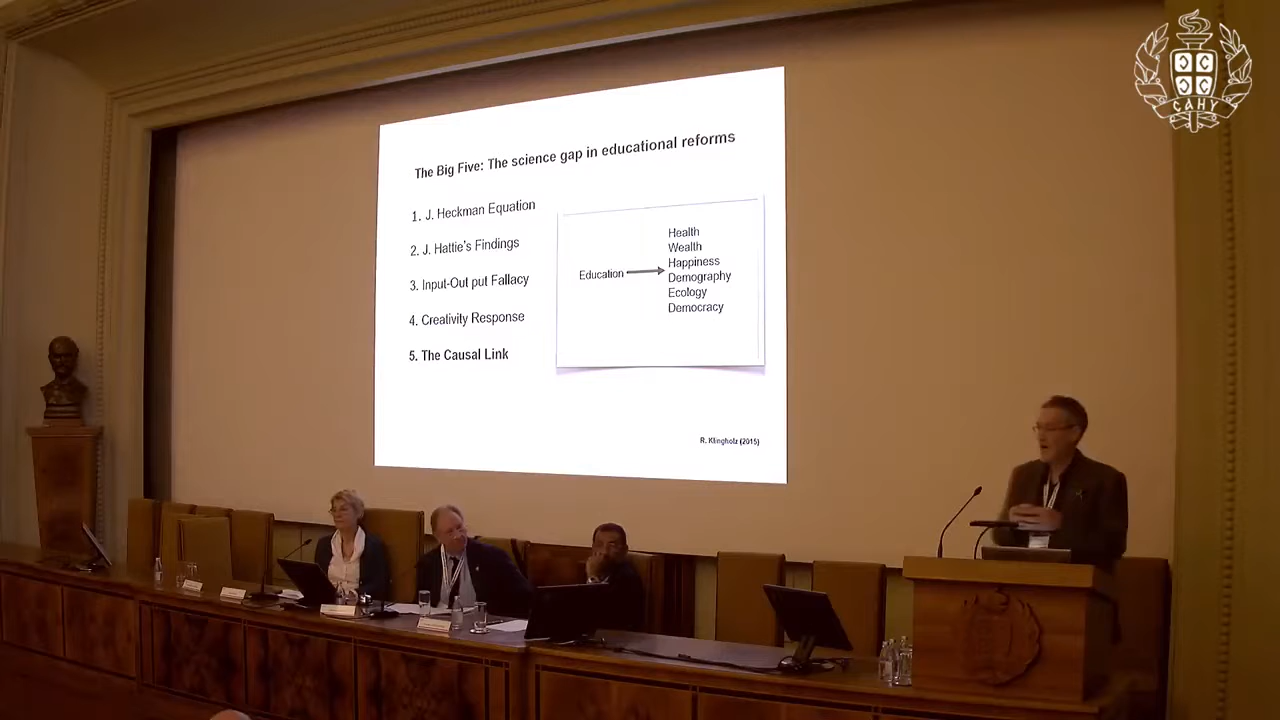 The Big Five: The science gap in educational reforms
1. J. Heckman Equation
2. J. Hattie's Findings
3. Input-Out put Fallacy
4. Creativity Response
5. The Causal Link
Education
Health
Wealth
Happiness
Demography
Ecology
Democracy
R. Klingholz (2015)
САНУ